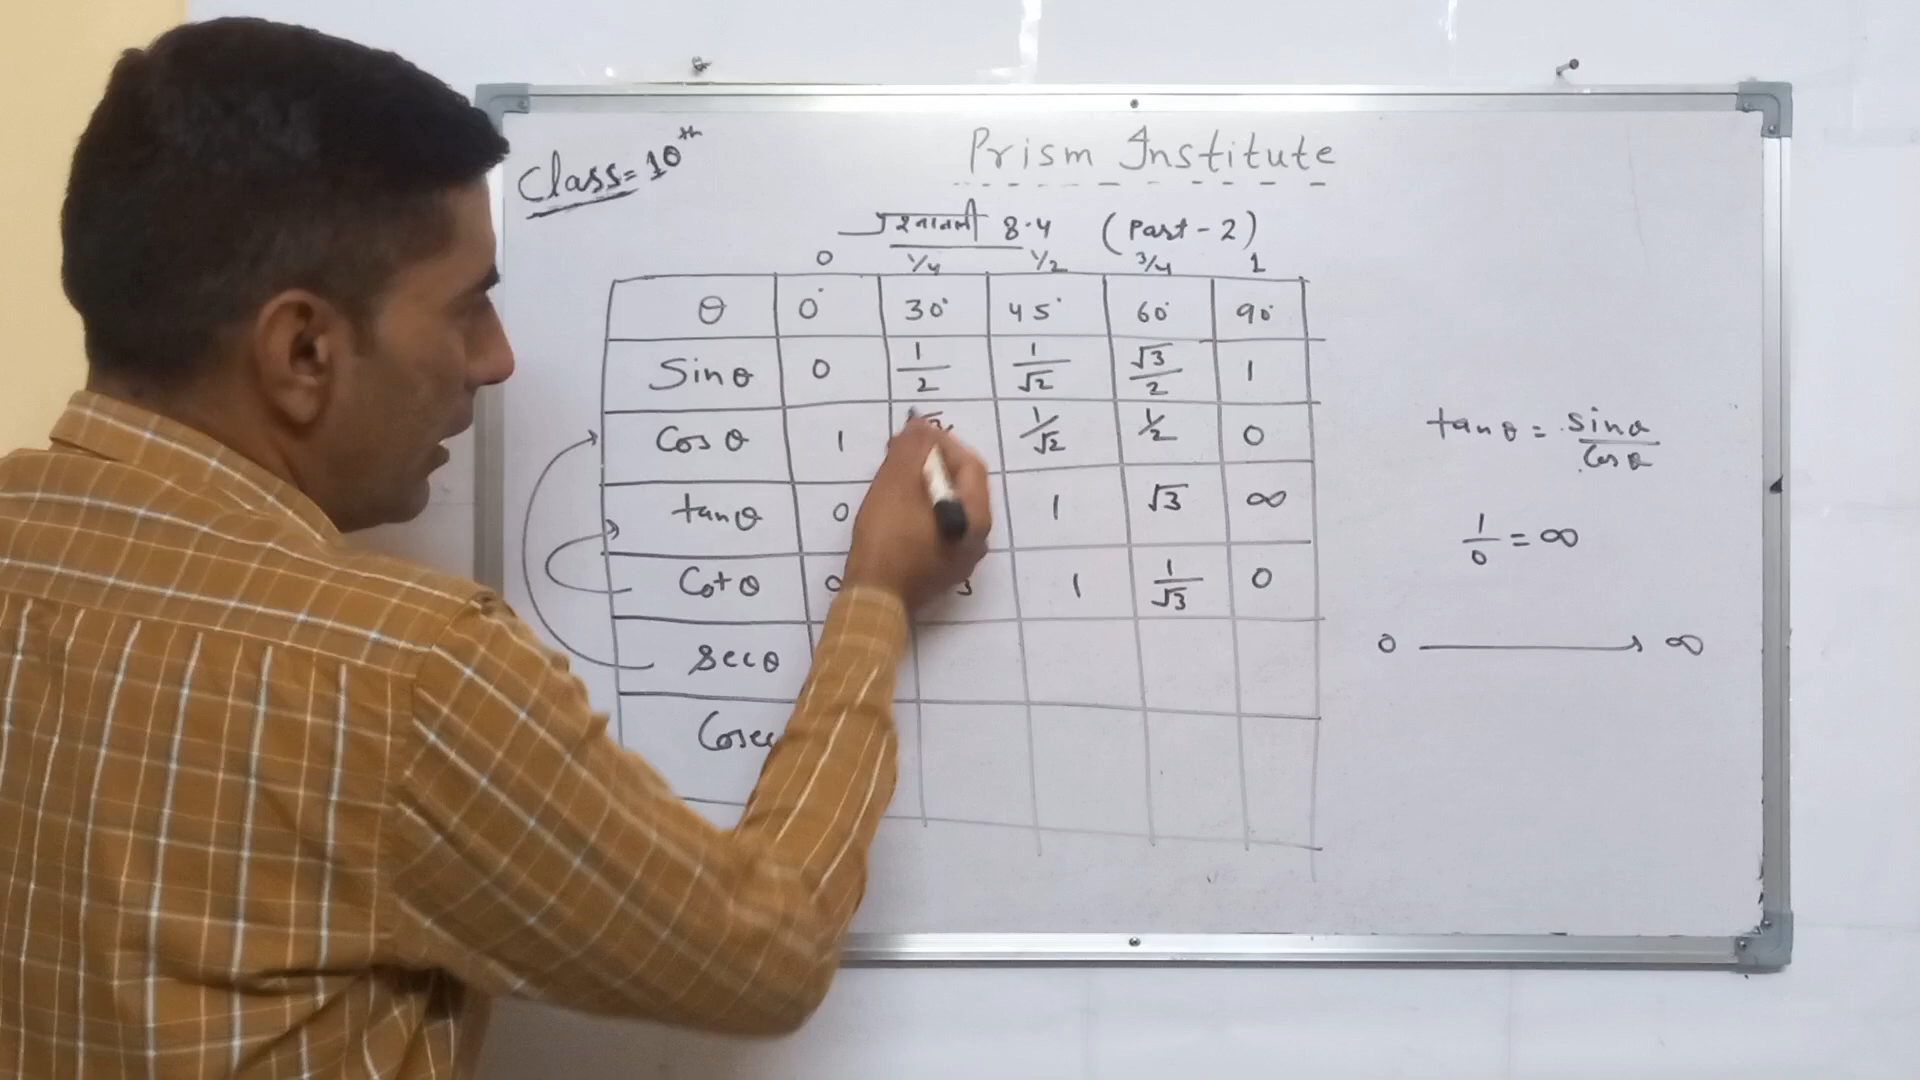 Class = 10th
Prism Institute
प्रश्नावली 8.4 (Part - 2)
0 1/4 1/2 3/4 1
θ 0° 30° 45° 60° 90°
Sinθ 0 1/2 1/√2 √3/2 1
Cosθ 1 1/√2 1/2 0
tanθ 0 1 √3 ∞
Cotθ 1 1/√3 0
Secθ
Cosec
tanθ = sinθ/Cosθ
1/0 = ∞
0 → ∞